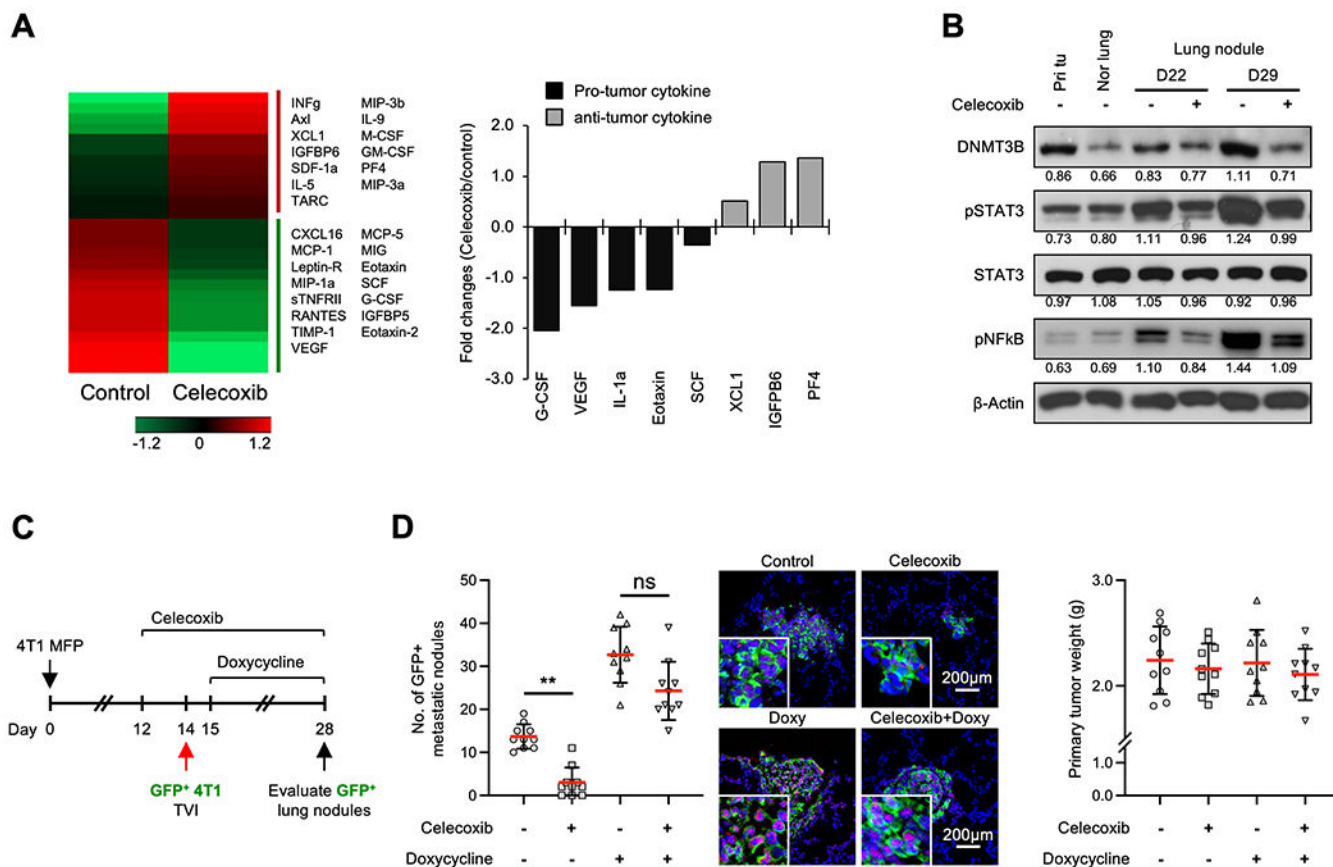 A
INFg MIP-3b
Axl IL-9
XCL1 M-CSF
IGFBP6 GM-CSF
SDF-1a PF4
IL-5 MIP-3a
TARC
CXCL16 MCP-5
MCP-1 MIG
Leptin-R Eotaxin
MIP-1a SCF
sTNFRII G-CSF
RANTES IGFBP5
TIMP-1 Eotaxin-2
VEGF
Control Celecoxib
-1.2 0 1.2
Pro-tumor cytokine
anti-tumor cytokine
Fold changes (Celecoxib/control)
2.0
1.0
0.0
-1.0
-2.0
-3.0
G-CSF
VEGF
IL-1a
Eotaxin
SCF
XCL1
IGFPB6
PF4
B
Pri tu
Nor lung
Lung nodule
D22 D29
Celecoxib - - - + - +
DNMT3B
0.86 0.66 0.83 0.77 1.11 0.71
pSTAT3
0.73 0.80 1.11 0.96 1.24 0.99
STAT3
0.97 1.08 1.05 0.96 0.92 0.96
pNFkB
0.63 0.69 1.10 0.84 1.44 1.09
β-Actin
C
Celecoxib
4T1 MFP
Doxycycline
Day 0 12 14 15 28
GFP+ 4T1
TVI
Evaluate GFP+
lung nodules
D
No. of GFP+
metastatic nodules
50
40
30
20
10
0
**
ns
Celecoxib - + - +
Doxycycline - - + +
Control Celecoxib
200µm
Doxy Celecoxib+Doxy
200µm
Primary tumor weight (g)
3.0
2.0
1.0
0.0
Celecoxib - + - +
Doxycycline - - + +